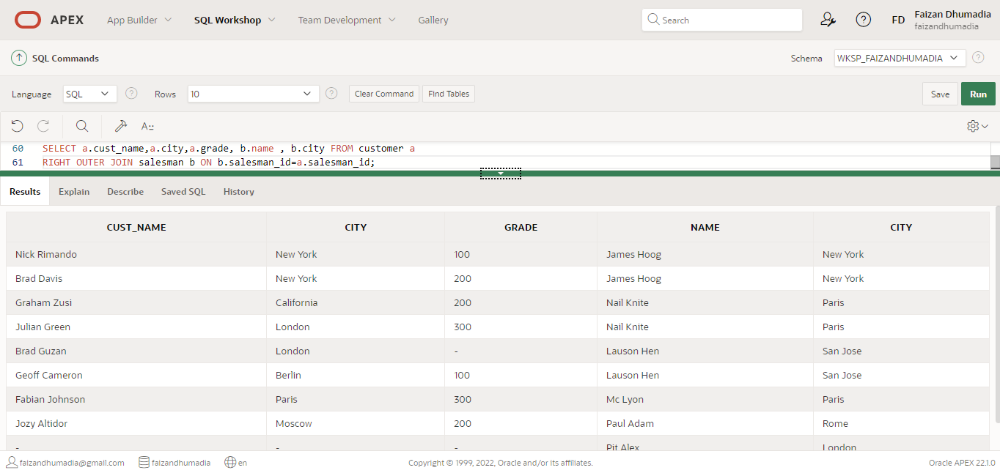 APEX App Builder SQL Workshop Team Development Gallery Search FD Faizan Dhumadia
faizandhumadia
SQL Commands Schema WKSP_FAIZANDHUMADIA
Language SQL Rows 10 Clear Command Find Tables Save Run
A::
60 SELECT a.cust_name,a.city,a.grade, b.name , b.city FROM customer a
61 RIGHT OUTER JOIN salesman b ON b.salesman_id=a.salesman_id;
Results Explain Describe Saved SQL History
CUST_NAME CITY GRADE NAME CITY
Nick Rimando New York 100 James Hoog New York
Brad Davis New York 200 James Hoog New York
Graham Zusi California 200 Nail Knite Paris
Julian Green London 300 Nail Knite Paris
Brad Guzan London - Lauson Hen San Jose
Geoff Cameron Berlin 100 Lauson Hen San Jose
Fabian Johnson Paris 300 Mc Lyon Paris
Jozy Altidor Moscow 200 Paul Adam Rome
- - - Pit Alex London
faizandhumadia@gmail.com faizandhumadia en Copyright © 1999, 2022, Oracle and/or its affiliates. Oracle APEX 22.1.0